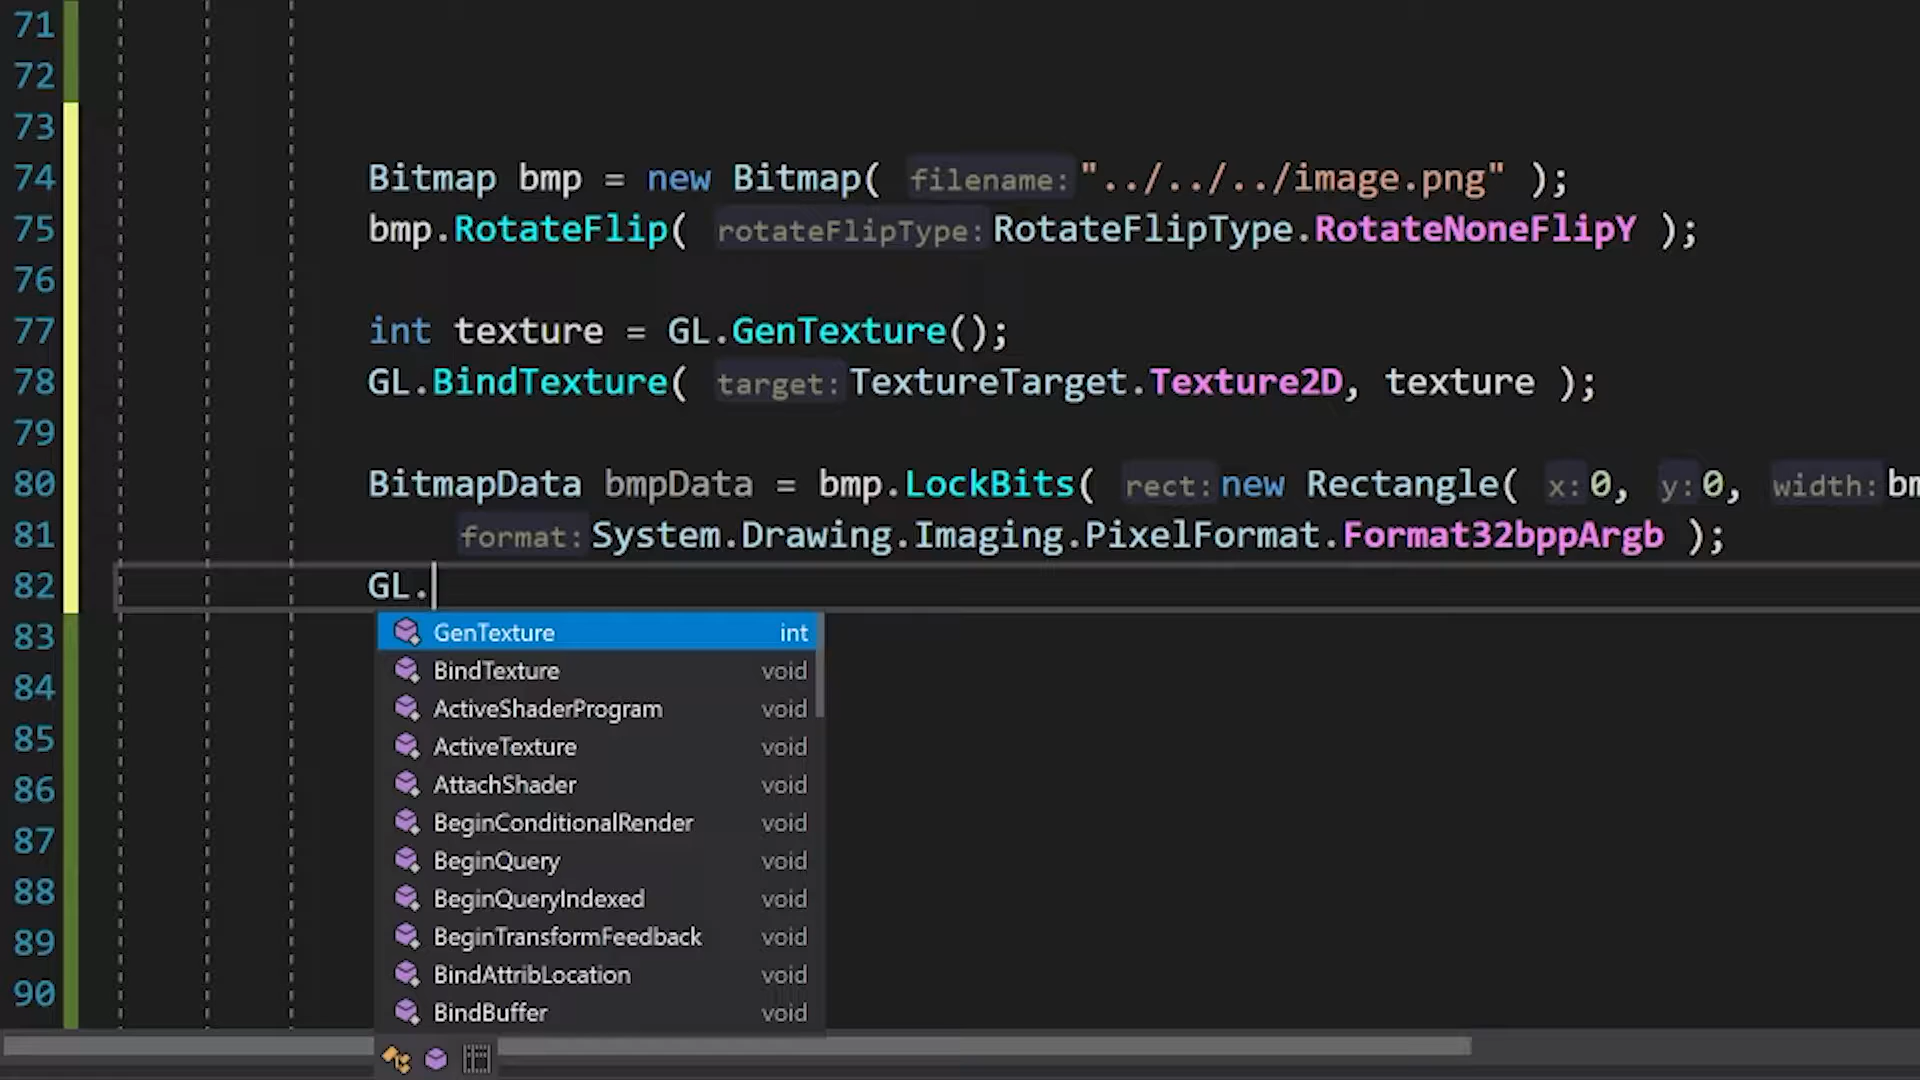 71
72
73
74 Bitmap bmp = new Bitmap( filename: "../../../image.png" );
75 bmp.RotateFlip( rotateFlipType: RotateFlipType.RotateNoneFlipY );
76
77 int texture = GL.GenTexture();
78 GL.BindTexture( target: TextureTarget.Texture2D, texture );
79
80 BitmapData bmpData = bmp.LockBits( rect: new Rectangle( x: 0, y: 0, width: bm
81 format: System.Drawing.Imaging.PixelFormat.Format32bppArgb );
82 GL.
83 GenTexture int
BindTexture void
84 ActiveShaderProgram void
85 ActiveTexture void
86 AttachShader void
87 BeginConditionalRender void
BeginQuery void
88 BeginQueryIndexed void
89 BeginTransformFeedback void
90 BindAttribLocation void
BindBuffer void